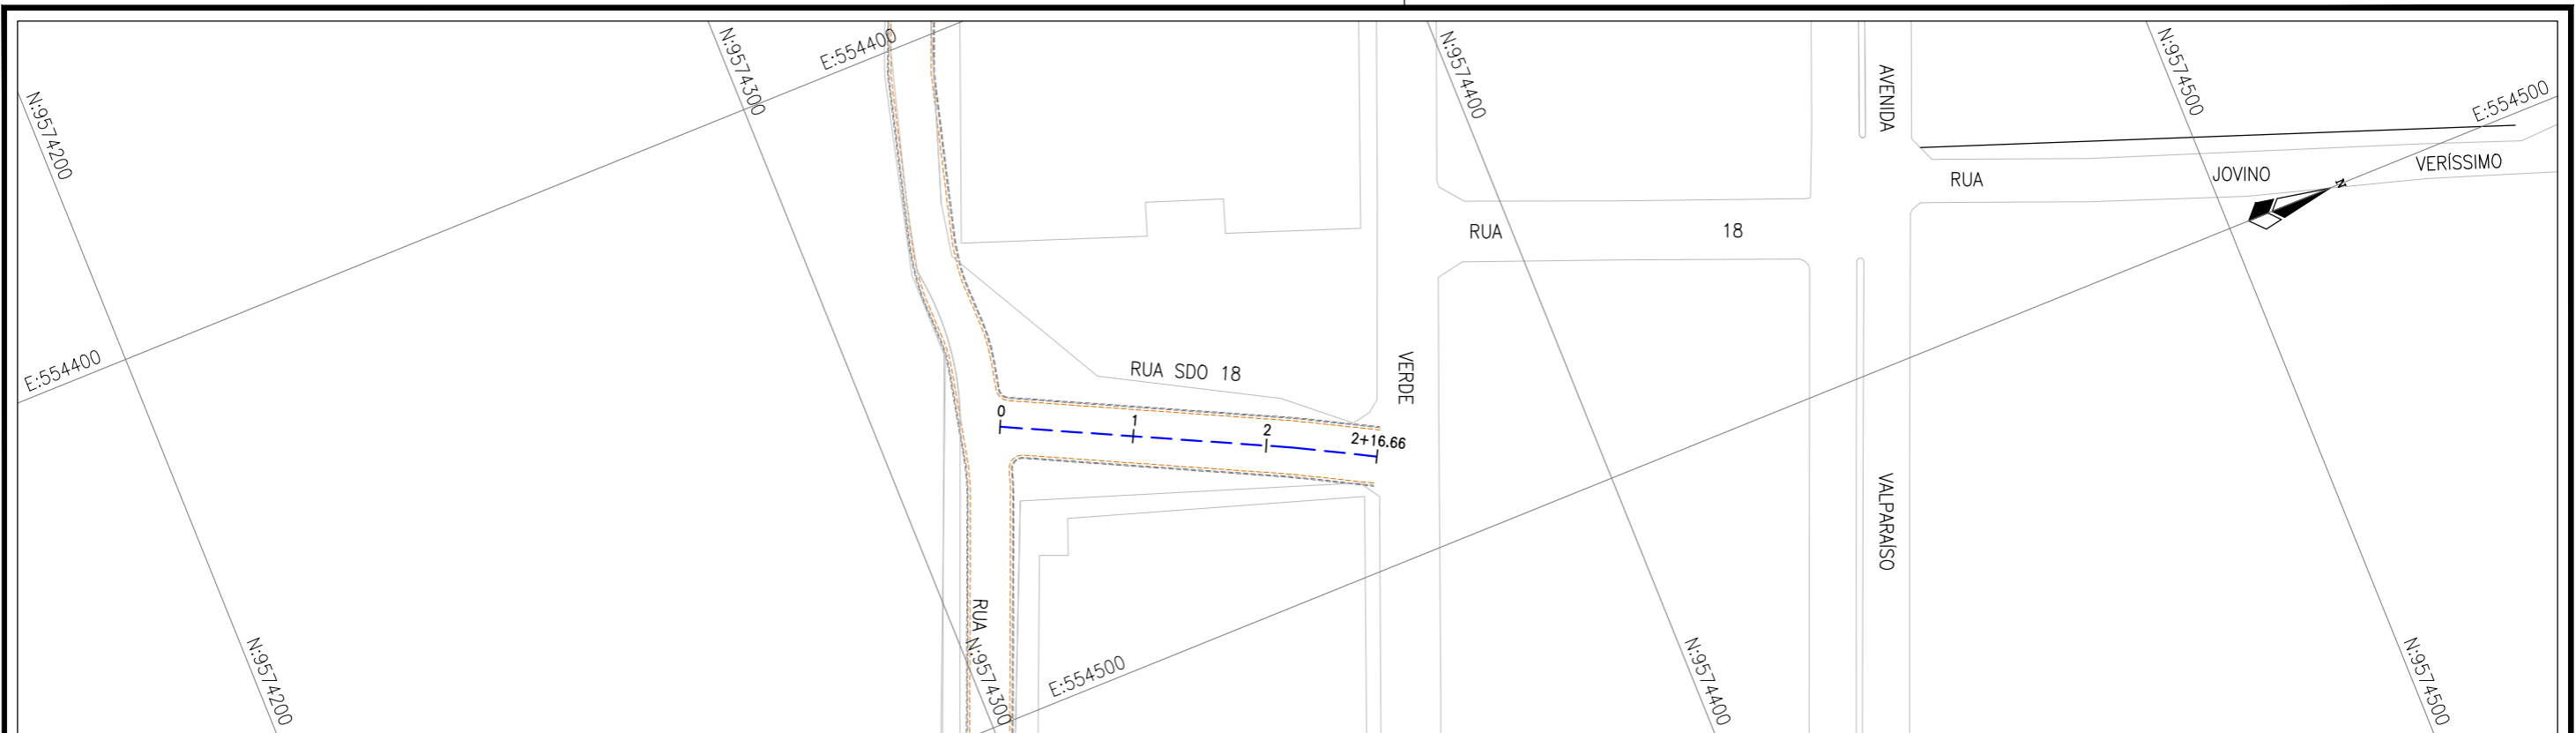 N:9574200
N:9574300
E:554400
N:9574400
AVENIDA
N:9574500
E:554500
RUA
JOVINO
VERÍSSIMO
N
RUA
18
E:554400
RUA SDO 18
VERDE
0
1
2
2+16.66
VALPARAÍSO
RUA
N:9574200
N:9574300
E:554500
N:9574400
N:9574500